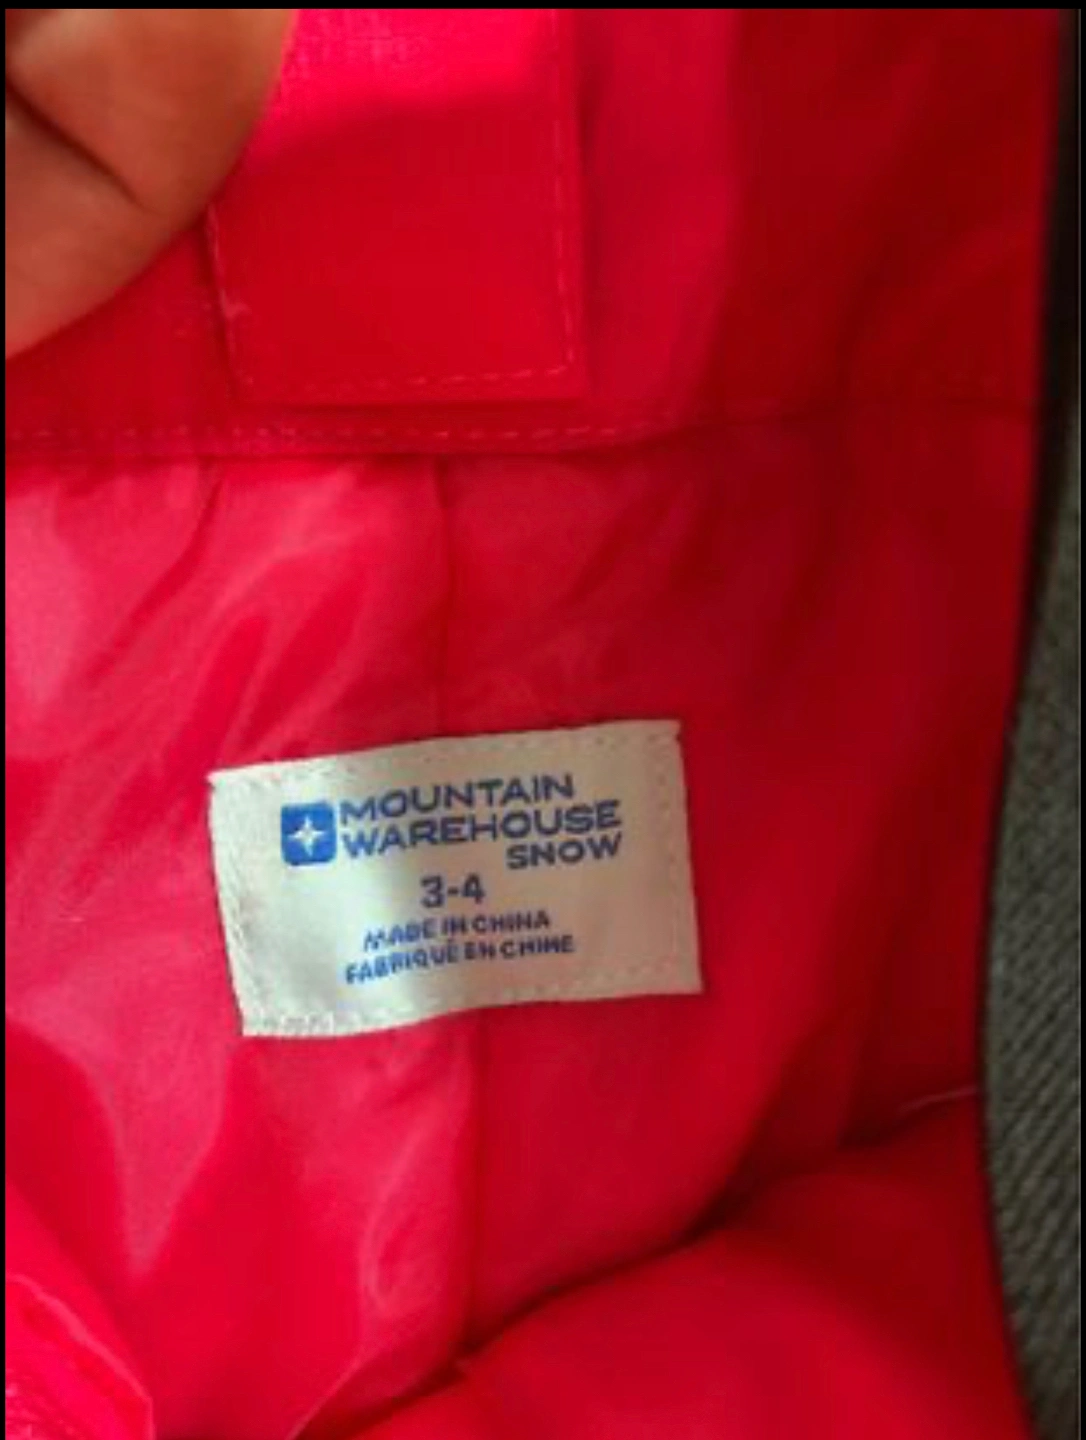 MOUNTAIN
WAREHOUSE
SNOW
3-4
MADE IN CHINA
FABRIQUÉ EN CHINE